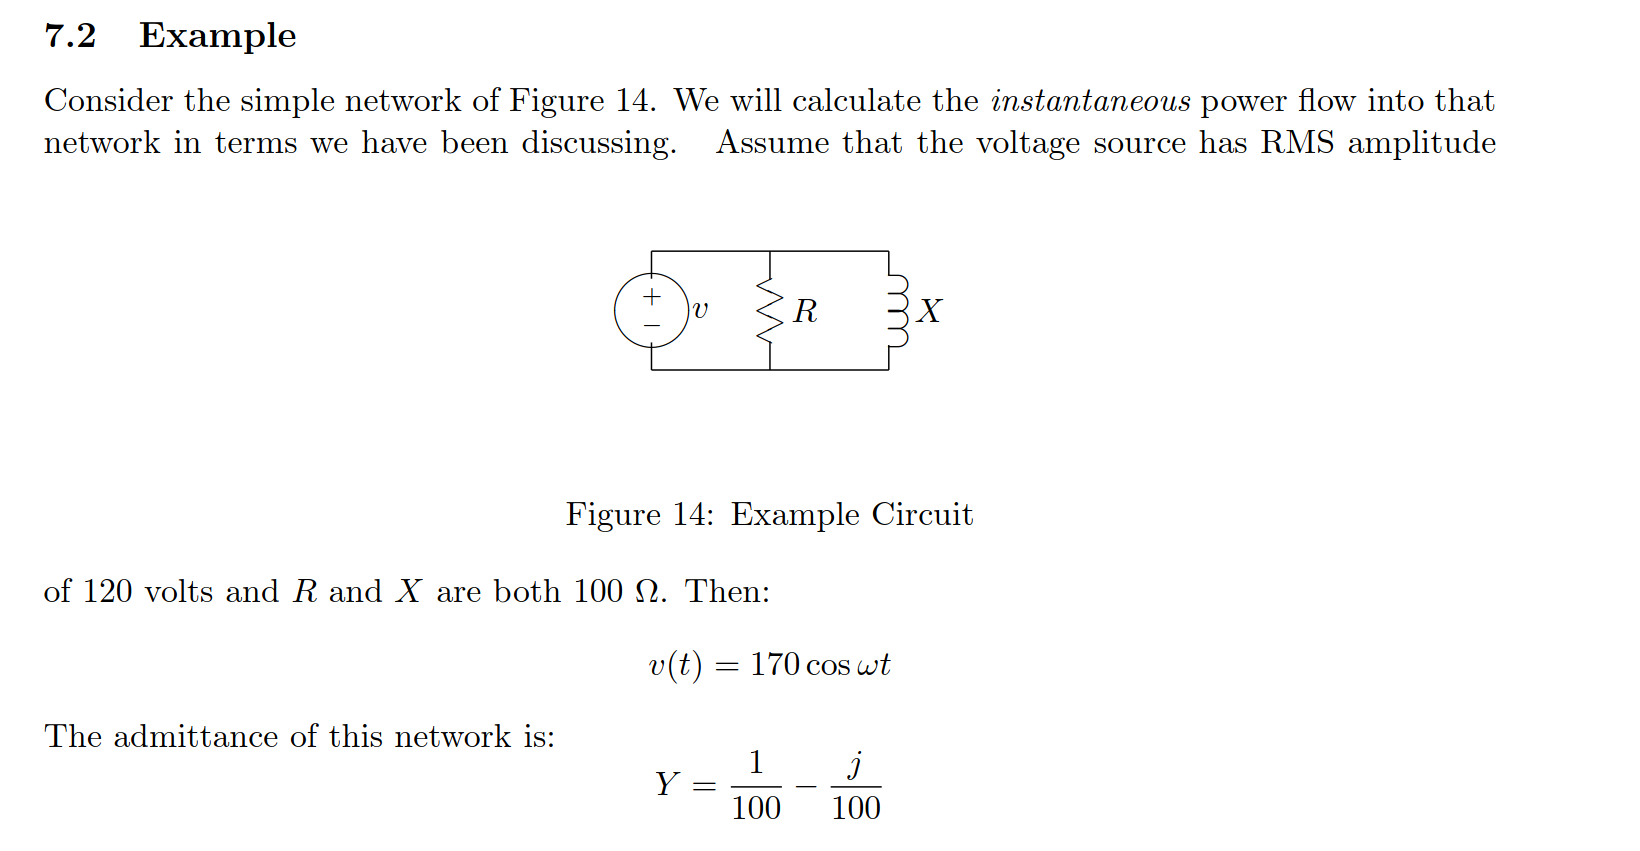 7.2 Example
Consider the simple network of Figure 14. We will calculate the instantaneous power flow into that
network in terms we have been discussing. Assume that the voltage source has RMS amplitude
+
−
v
R
X
Figure 14: Example Circuit
of 120 volts and R and X are both 100 Ω. Then:
v(t) = 170 cos ωt
The admittance of this network is:
Y = 1/100 − j/100